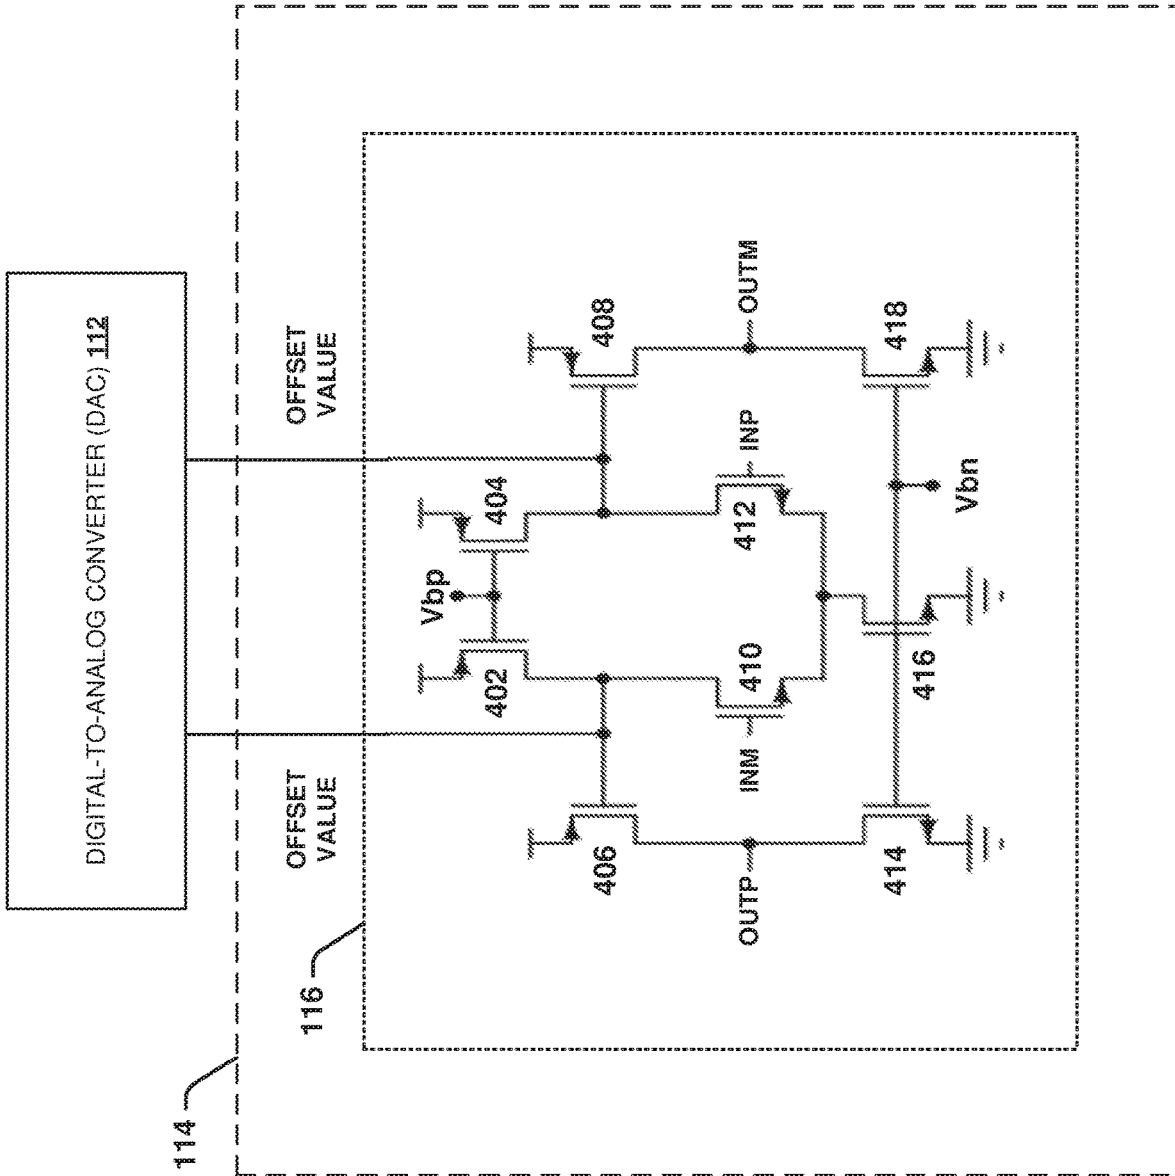 DIGITAL-TO-ANALOG CONVERTER (DAC) 112
114
116
OFFSET
VALUE
OFFSET
VALUE
Vbp
402
404
406
408
410
412
INM
INP
OUTP
OUTM
414
416
418
Vbn